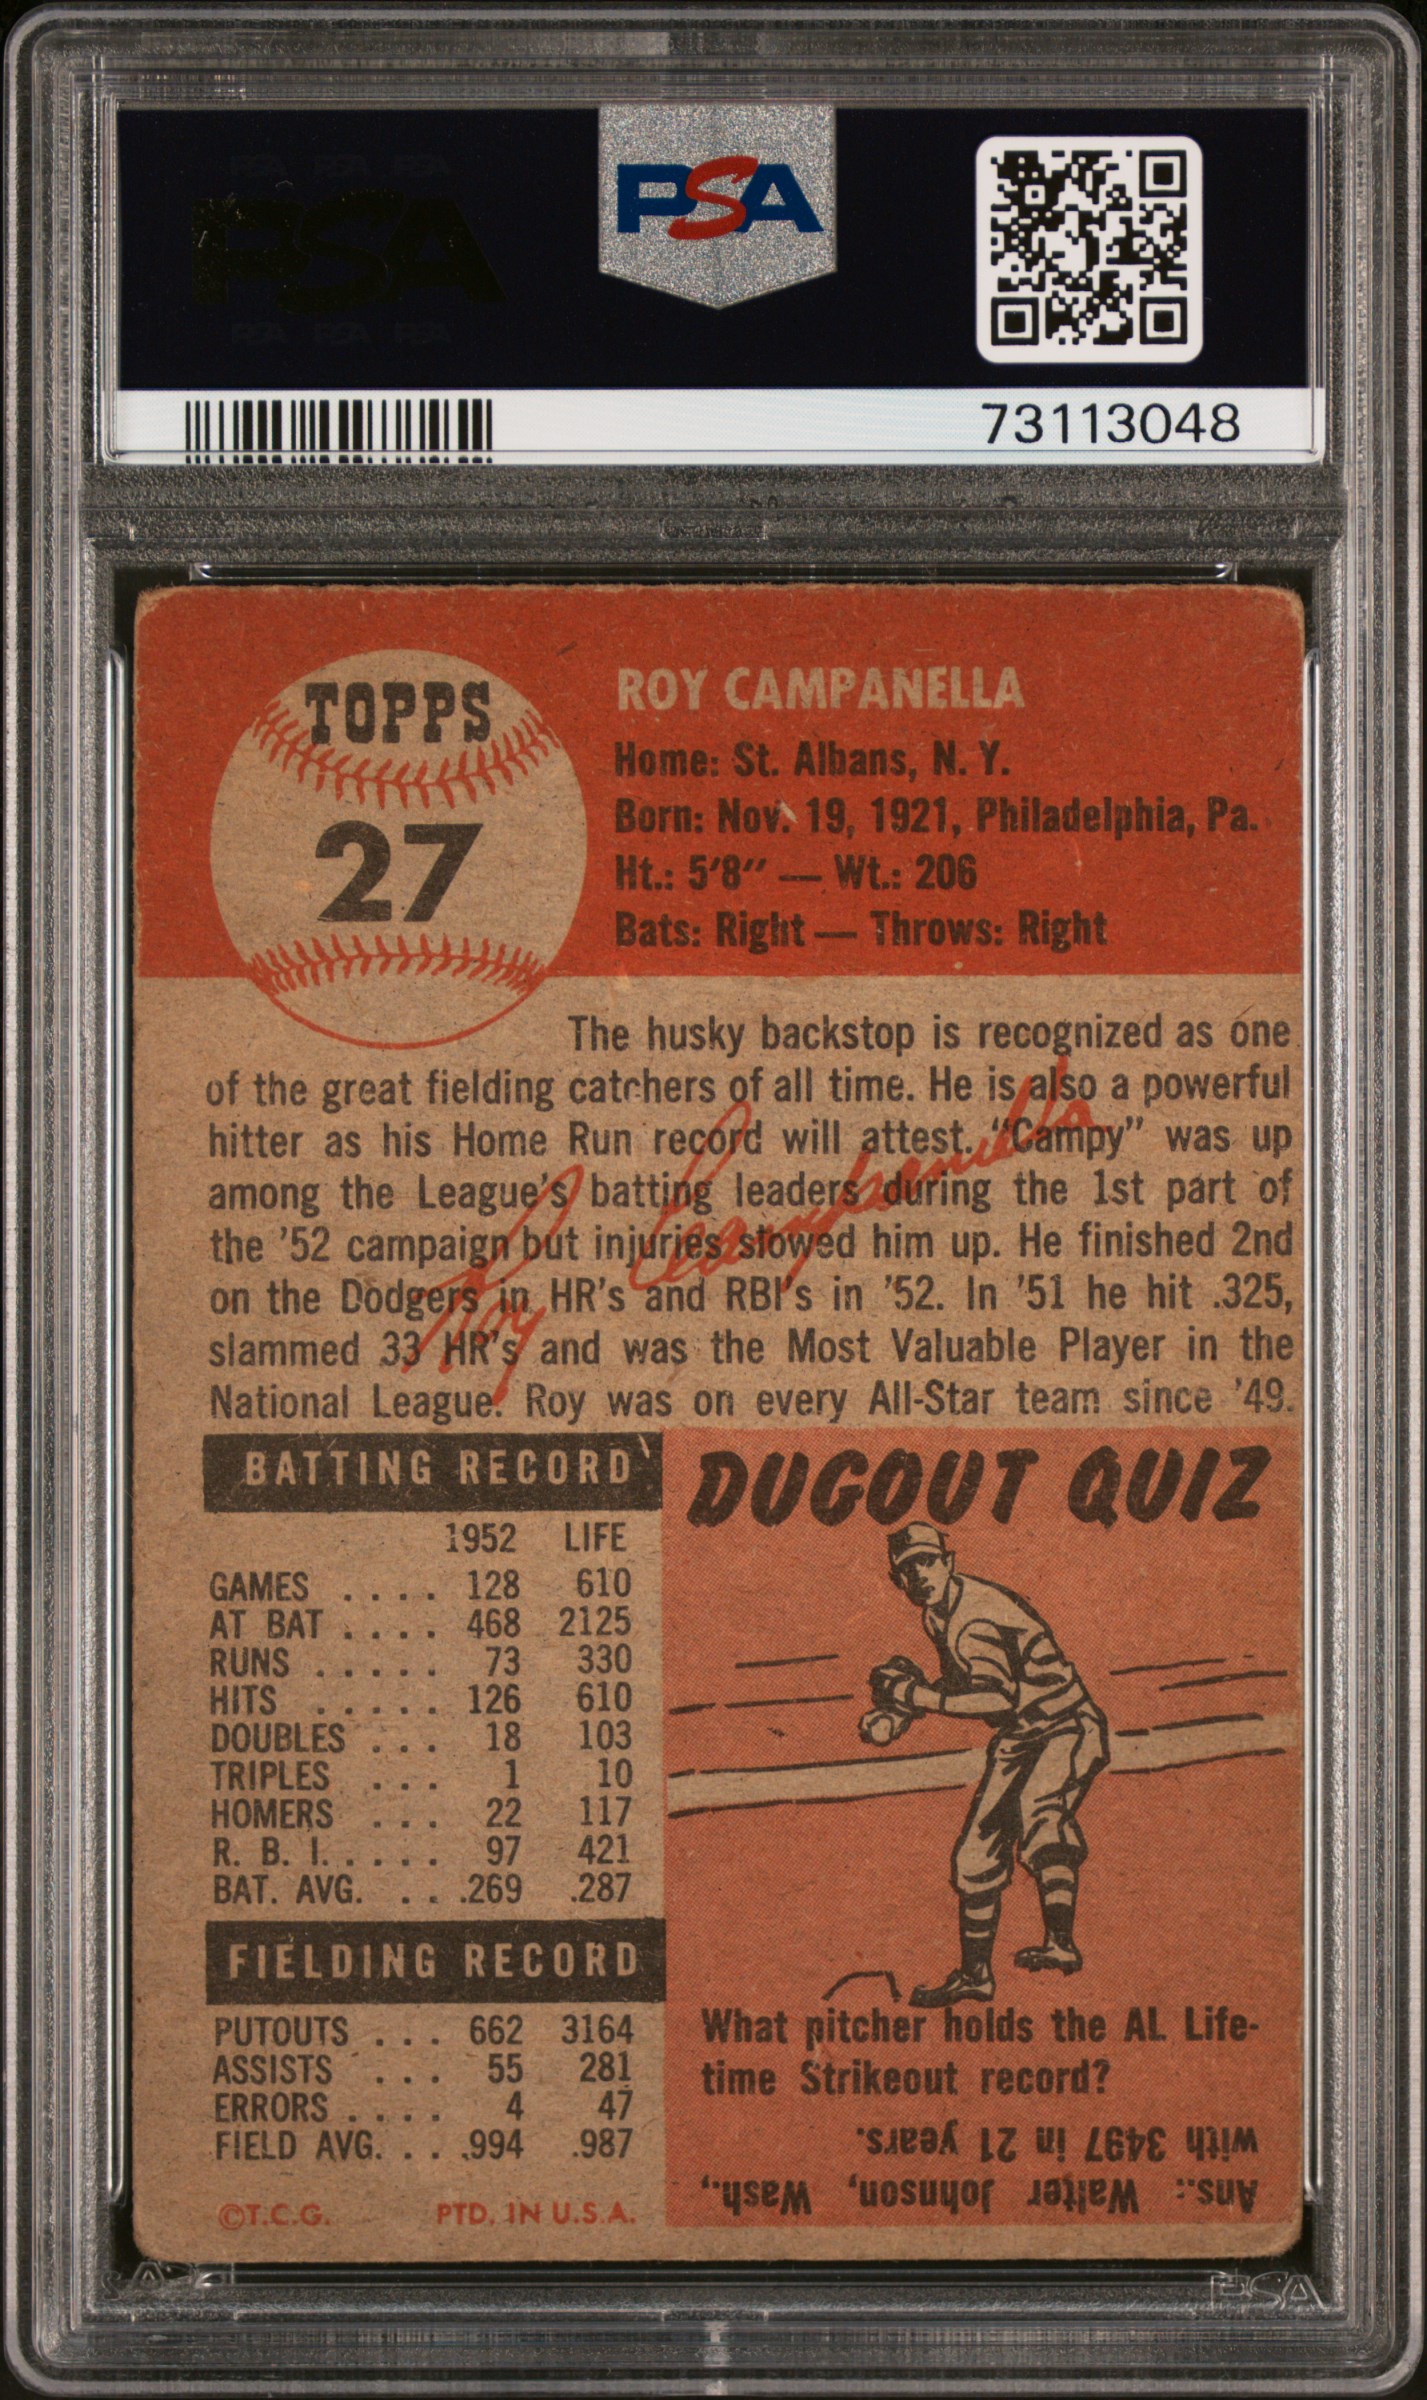 PSA PSA PSA
PSA
PSA PSA PSA
PSA
73113048
TOPPS
27
ROY CAMPANELLA
Home: St. Albans, N. Y.
Born: Nov. 19, 1921, Philadelphia, Pa.
Ht.: 5'8" — Wt.: 206
Bats: Right — Throws: Right
The husky backstop is recognized as one
of the great fielding catchers of all time. He is also a powerful
hitter as his Home Run record will attest. "Campy" was up
among the League's batting leaders during the 1st part of
the '52 campaign but injuries slowed him up. He finished 2nd
on the Dodgers in HR's and RBI's in '52. In '51 he hit .325,
slammed 33 HR's and was the Most Valuable Player in the
National League. Roy was on every All-Star team since '49.
Roy Campanella
BATTING RECORD
1952 LIFE
GAMES .... 128 610
AT BAT .... 468 2125
RUNS ..... 73 330
HITS ..... 126 610
DOUBLES ... 18 103
TRIPLES ... 1 10
HOMERS ... 22 117
R. B. I. .... 97 421
BAT. AVG. .. .269 .287
FIELDING RECORD
PUTOUTS ... 662 3164
ASSISTS ... 55 281
ERRORS .... 4 47
FIELD AVG. .. .994 .987
©T.C.G. PTD. IN U.S.A.
DUGOUT QUIZ
What pitcher holds the AL Life-
time Strikeout record?
Ans.: Walter Johnson, Wash.,
with 3497 in 21 years.
PSA